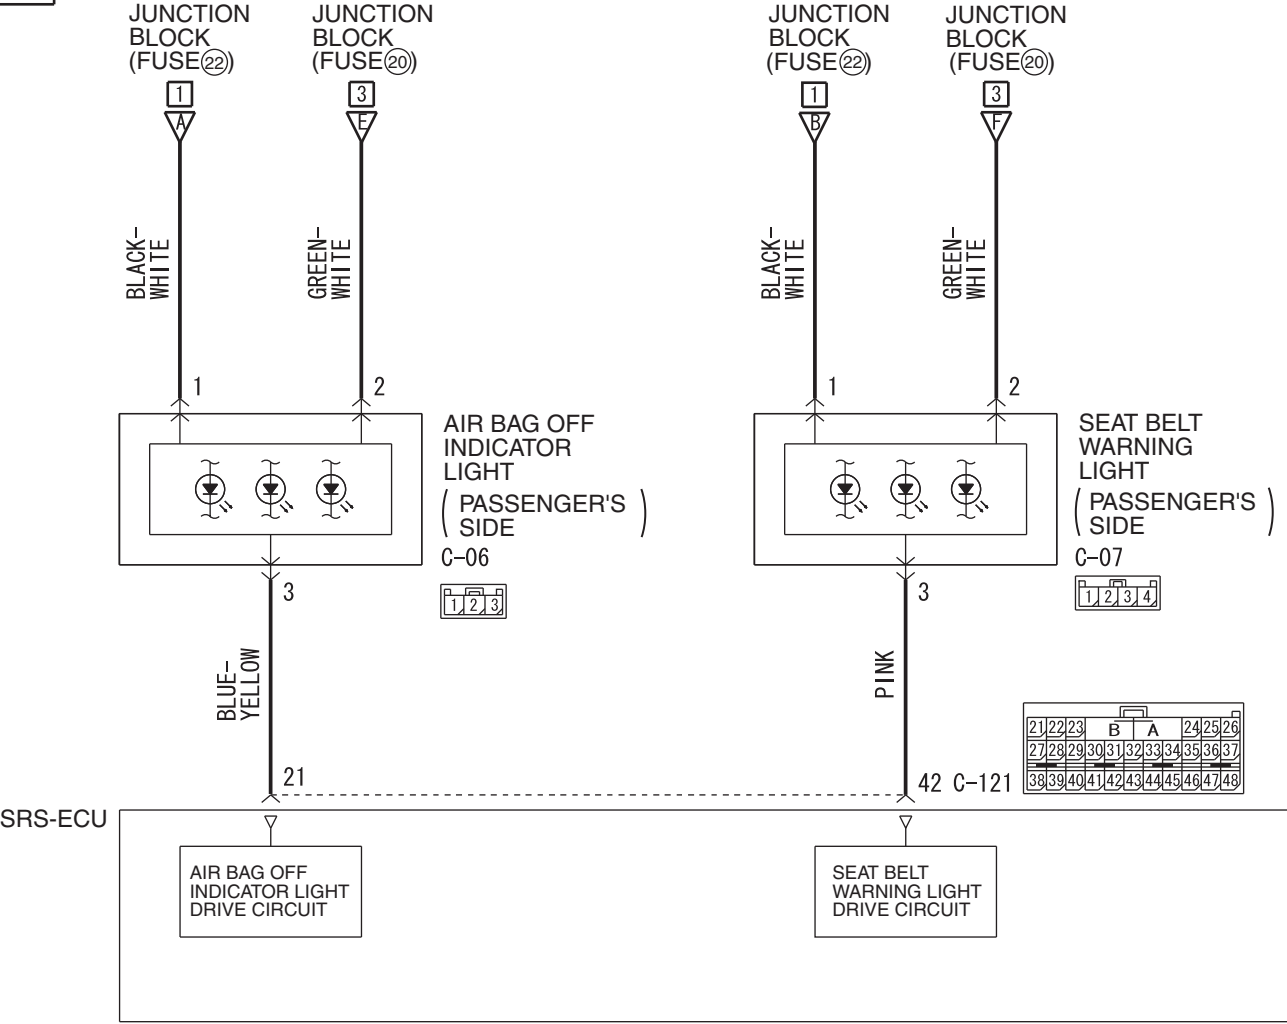 JUNCTION
BLOCK
(FUSE㉒)
1
A
JUNCTION
BLOCK
(FUSE⑳)
3
E
JUNCTION
BLOCK
(FUSE㉒)
1
B
JUNCTION
BLOCK
(FUSE⑳)
3
F
BLACK-
WHITE
GREEN-
WHITE
BLACK-
WHITE
GREEN-
WHITE
1
2
AIR BAG OFF
INDICATOR
LIGHT
(PASSENGER'S
SIDE)
C-06
1 2 3
3
1
2
SEAT BELT
WARNING
LIGHT
(PASSENGER'S
SIDE)
C-07
1 2 3 4
3
BLUE-
YELLOW
PINK
21
42 C-121
21 22 23 B A 24 25 26
27 28 29 30 31 32 33 34 35 36 37
38 39 40 41 42 43 44 45 46 47 48
SRS-ECU
AIR BAG OFF
INDICATOR LIGHT
DRIVE CIRCUIT
SEAT BELT
WARNING LIGHT
DRIVE CIRCUIT